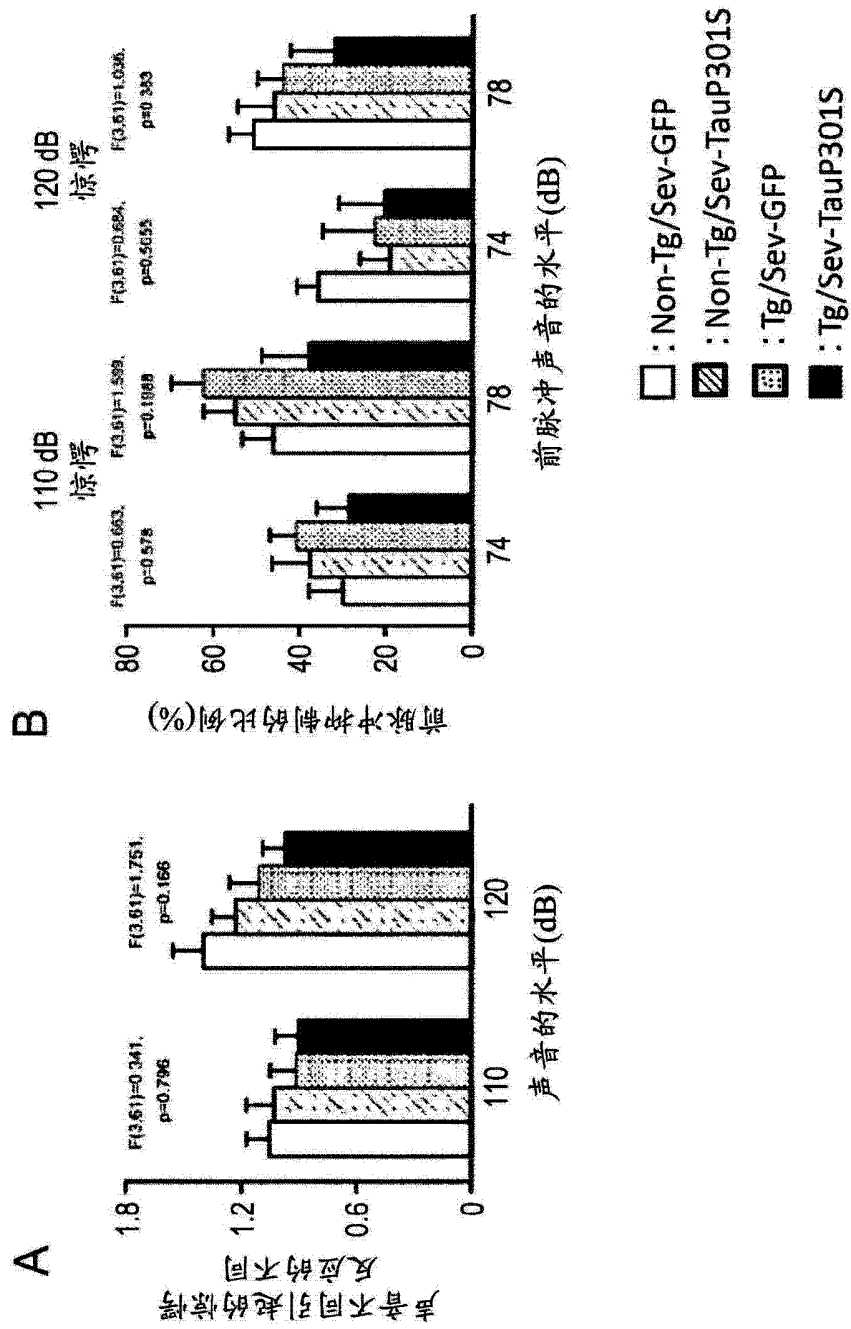 A
声音不同引起的惊愕
反应的不同
1.8
1.2
0.6
0
F(3,61)=0.341,
p=0.796
F(3,61)=1.751,
p=0.166
110
120
声音的水平(dB)
B
前脉冲抑制的比例(%)
80
60
40
20
0
110 dB
惊愕
120 dB
惊愕
F(3,61)=0.663,
p=0.578
F(3,61)=1.599,
F(3,61)=0.684,
F(3,61)=1.036,
p=0.383
74
78
74
78
前脉冲声音的水平(dB)
: Non-Tg/Sev-GFP
: Non-Tg/Sev-TauP301S
: Tg/Sev-GFP
: Tg/Sev-TauP301S